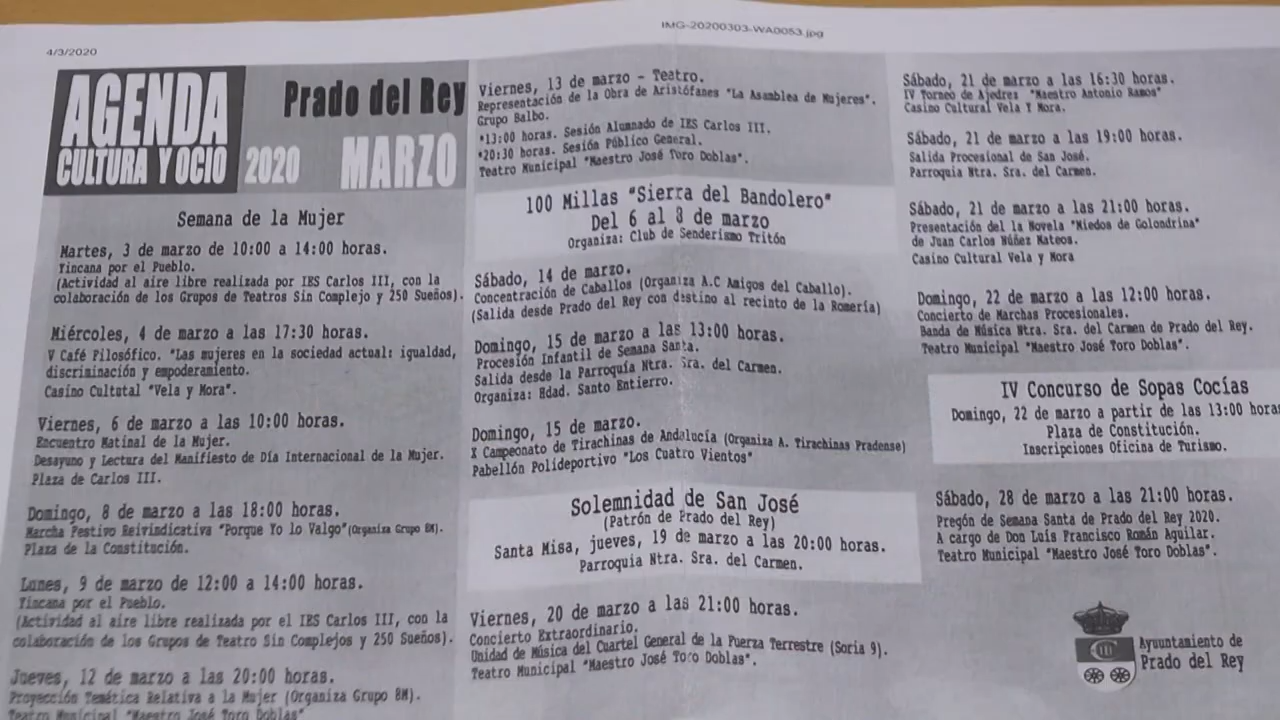 IMG-20200303-WA0053.jpg
4/3/2020
AGENDA
CULTURA Y OCIO
Prado del Rey
2020 MARZO
Semana de la Mujer
Martes, 3 de marzo de 10:00 a 14:00 horas.
Yincana por el Pueblo.
(Actividad al aire libre realizada por IES Carlos III, con la
colaboración de los Grupos de Teatros Sin Complejo y 250 Sueños).
Miércoles, 4 de marzo a las 17:30 horas.
V Café Filosófico. "Las mujeres en la sociedad actual: igualdad,
discriminación y empoderamiento.
Casino Cultutal "Vela y Mora".
Viernes, 6 de marzo a las 10:00 horas.
Encuentro Matinal de la Mujer.
Desayuno y Lectura del Manifiesto de Día Internacional de la Mujer.
Plaza de Carlos III.
Domingo, 8 de marzo a las 18:00 horas.
Marcha Festivo Reivindicativa "Porque Yo lo Valgo"(Organiza Grupo 8M).
Plaza de la Constitución.
Lunes, 9 de marzo de 12:00 a 14:00 horas.
Yincana por el Pueblo.
(Actividad al aire libre realizada por el IES Carlos III, con la
colaboración de los Grupos de Teatro Sin Complejos y 250 Sueños).
Jueves, 12 de marzo a las 20:00 horas.
Proyección Temática Relativa a la Mujer (Organiza Grupo 8M).
Teatro Municipal "Maestro José Toro Doblas"
Viernes, 13 de marzo - Teatro.
Representación de la Obra de Aristófanes "La Asamblea de Mujeres".
Grupo Balbo.
*13:00 horas. Sesión Alumnado de IES Carlos III.
*20:30 horas. Sesión Público General.
Teatro Municipal "Maestro José Toro Doblas".
100 Millas "Sierra del Bandolero"
Del 6 al 8 de marzo
Organiza: Club de Senderismo Tritón
Sábado, 14 de marzo.
Concentración de Caballos (Organiza A.C Amigos del Caballo).
(Salida desde Prado del Rey con destino al recinto de la Romería)
Domingo, 15 de marzo a las 13:00 horas.
Procesión Infantil de Semana Santa.
Salida desde la Parroquía Ntra. Sra. del Carmen.
Organiza: Hdad. Santo Entierro.
Domingo, 15 de marzo.
X Campeonato de Tirachinas de Andalucía (Organiza A. Tirachinas Pradense)
Pabellón Polideportivo "Los Cuatro Vientos"
Solemnidad de San José
(Patrón de Prado del Rey)
Santa Misa, jueves, 19 de marzo a las 20:00 horas.
Parroquia Ntra. Sra. del Carmen.
Viernes, 20 de marzo a las 21:00 horas.
Concierto Extraordinario.
Unidad de Música del Cuartel General de la Fuerza Terrestre (Soria 9).
Teatro Municipal "Maestro José Toro Doblas".
Sábado, 21 de marzo a las 16:30 horas.
IV Torneo de Ajedrez "Maestro Antonio Ramos"
Casino Cultural Vela Y Mora.
Sábado, 21 de marzo a las 19:00 horas.
Salida Procesional de San José.
Parroquia Ntra. Sra. del Carmen.
Sábado, 21 de marzo a las 21:00 horas.
Presentación del la Novela "Miedos de Golondrina"
de Juan Carlos Núñez Mateos.
Casino Cultural Vela y Mora
Domingo, 22 de marzo a las 12:00 horas.
Concierto de Marchas Procesionales.
Banda de Música Ntra. Sra. del Carmen de Prado del Rey.
Teatro Municipal "Maestro José Toro Doblas".
IV Concurso de Sopas Cocías
Domingo, 22 de marzo a partir de las 13:00 horas
Plaza de Constitución.
Inscripciones Oficina de Turismo.
Sábado, 28 de marzo a las 21:00 horas.
Pregón de Semana Santa de Prado del Rey 2020.
A cargo de Don Luís Francisco Román Aguilar.
Teatro Municipal "Maestro José Toro Doblas".
Ayuntamiento de
Prado del Rey